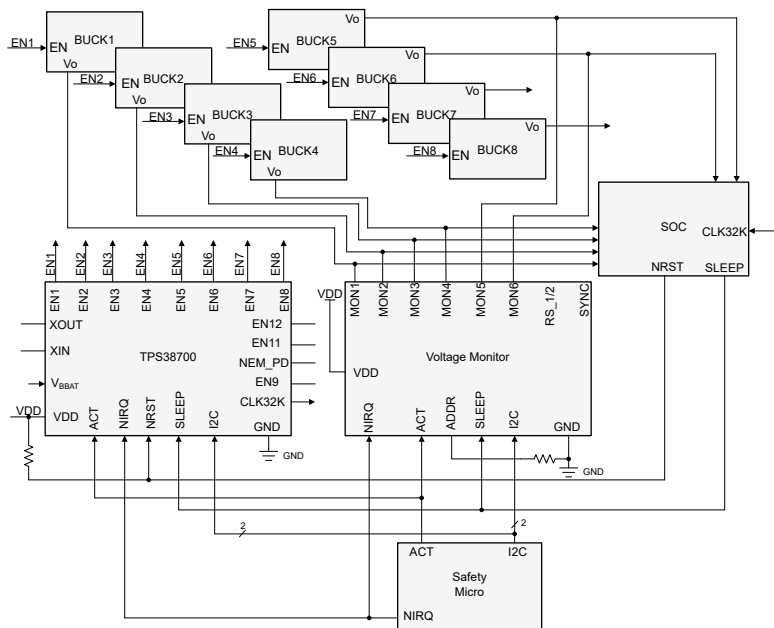 Vo
EN1
BUCK1
EN
Vo
EN5
BUCK5
EN
Vo
EN2
BUCK2
EN
Vo
EN6
BUCK6
EN
Vo
EN3
BUCK3
EN
Vo
EN7
BUCK7
EN
Vo
EN4
BUCK4
EN
Vo
EN8
BUCK8
EN
SOC
CLK32K
NRST
SLEEP
EN1
EN2
EN3
EN4
EN5
EN6
EN7
EN8
EN1
EN2
EN3
EN4
EN5
EN6
EN7
EN8
XOUT
XIN
VBBAT
VDD
VDD
TPS38700
EN12
EN11
NEM_PD
EN9
CLK32K
GND
GND
ACT
NIRQ
NRST
SLEEP
I2C
VDD
MON1
MON2
MON3
MON4
MON5
MON6
RS_1/2
SYNC
Voltage Monitor
VDD
NIRQ
ACT
ADDR
SLEEP
I2C
GND
GND
2
2
ACT
I2C
Safety
Micro
NIRQ